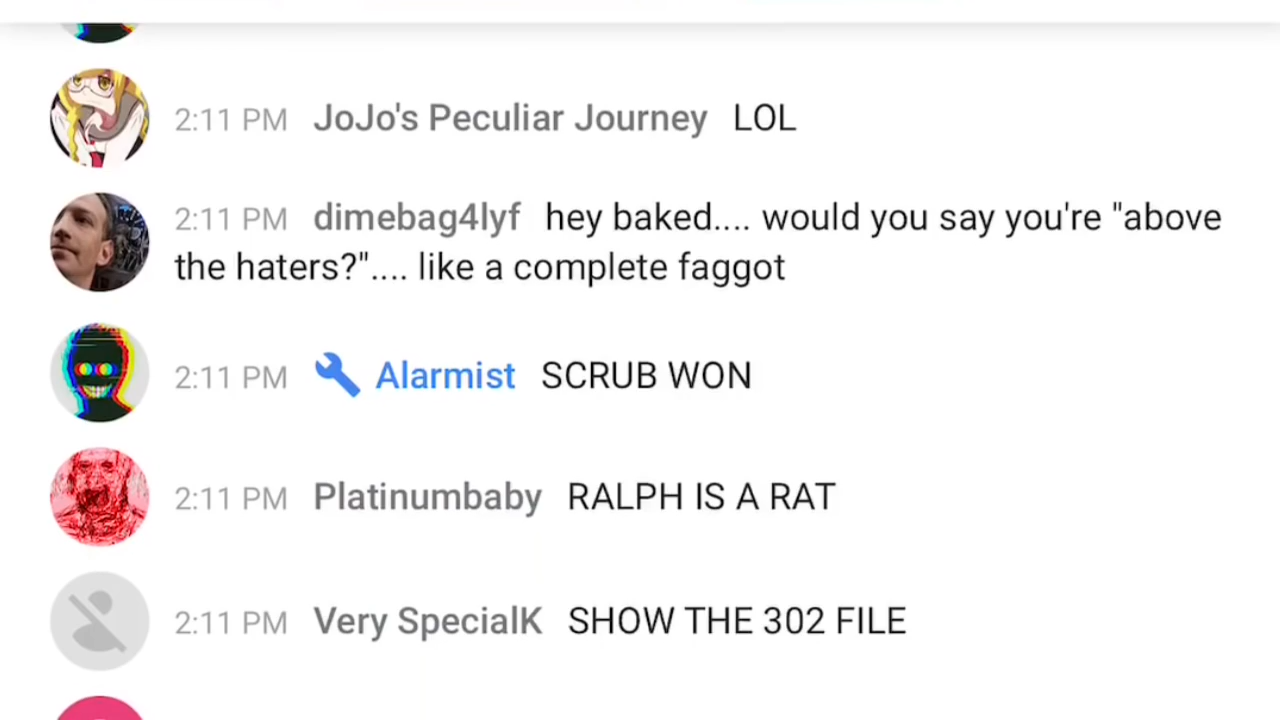 2:11 PM JoJo's Peculiar Journey LOL
2:11 PM dimebag4lyf hey baked.... would you say you're "above
the haters?".... like a complete faggot
2:11 PM Alarmist SCRUB WON
2:11 PM Platinumbaby RALPH IS A RAT
2:11 PM Very SpecialK SHOW THE 302 FILE